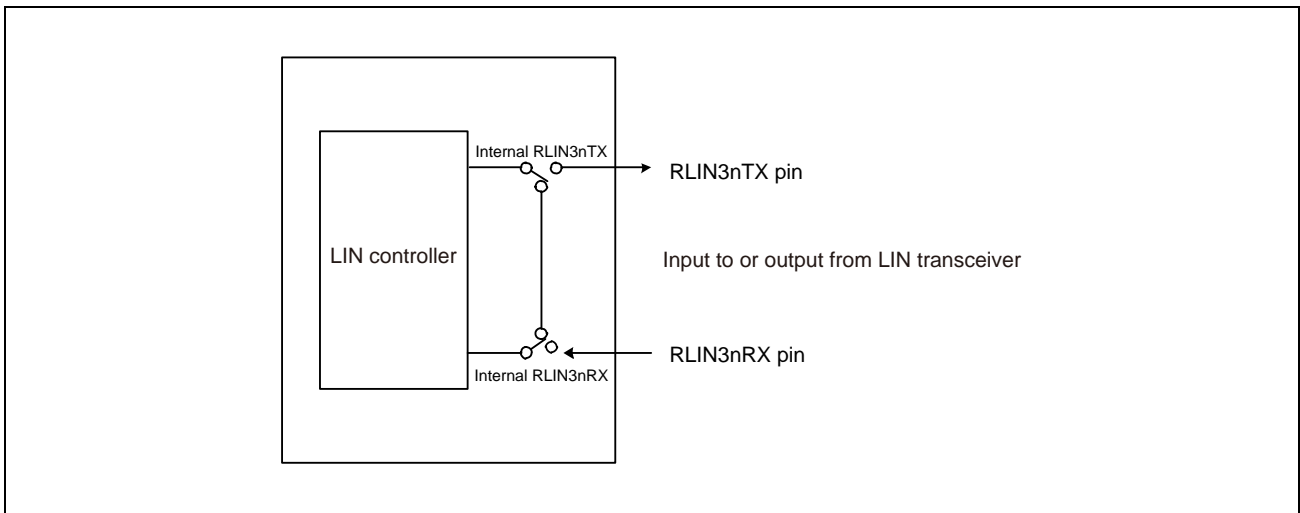 Internal RLIN3nTX
RLIN3nTX pin
LIN controller
Input to or output from LIN transceiver
RLIN3nRX pin
Internal RLIN3nRX